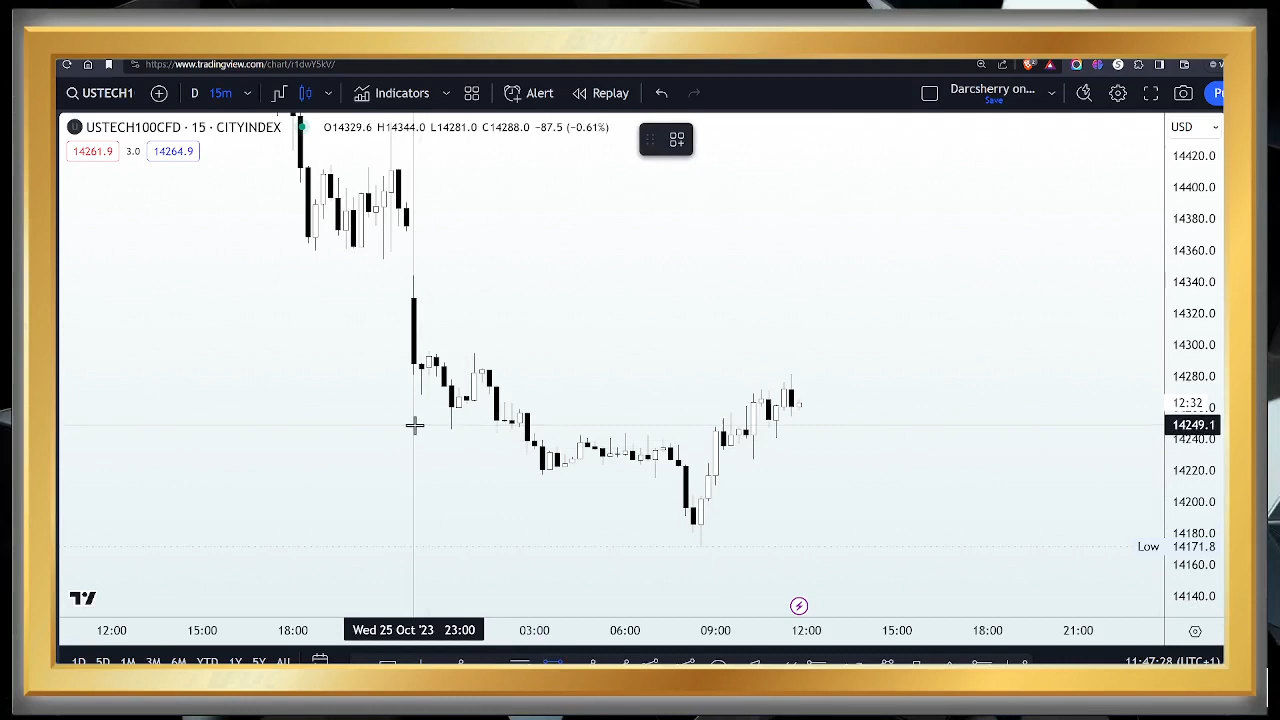 https://www.tradingview.com/chart/r1dwY5kV/
USTECH1 D 15m Indicators Alert Replay Darcsherry on...
Save
USTECH100CFD · 15 · CITYINDEX O14329.6 H14344.0 L14281.0 C14288.0 −87.5 (−0.61%) USD
14261.9 3.0 14264.9
14420.0
14400.0
14380.0
14360.0
14340.0
14320.0
14300.0
14280.0
12:32
14249.1
14240.0
14220.0
14200.0
14180.0
Low 14171.8
14160.0
14140.0
12:00 15:00 18:00 Wed 25 Oct '23 23:00 03:00 06:00 09:00 12:00 15:00 18:00 21:00
1D 5D 1M 3M 6M YTD 1Y 5Y All 11:47:28 (UTC+1)